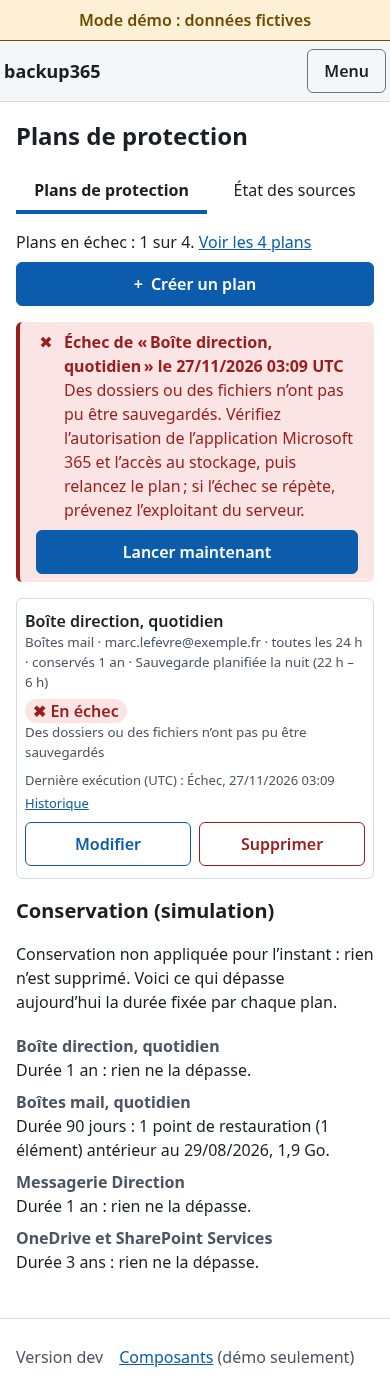 Mode démo : données fictives
backup365
Menu
Plans de protection
Plans de protection
État des sources
Plans en échec : 1 sur 4. Voir les 4 plans
+ Créer un plan
✖ Échec de « Boîte direction,
quotidien » le 27/11/2026 03:09 UTC
Des dossiers ou des fichiers n’ont pas
pu être sauvegardés. Vérifiez
l’autorisation de l’application Microsoft
365 et l’accès au stockage, puis
relancez le plan ; si l’échec se répète,
prévenez l’exploitant du serveur.
Lancer maintenant
Boîte direction, quotidien
Boîtes mail · marc.lefevre@exemple.fr · toutes les 24 h
· conservés 1 an · Sauvegarde planifiée la nuit (22 h –
6 h)
✖ En échec
Des dossiers ou des fichiers n’ont pas pu être
sauvegardés
Dernière exécution (UTC) : Échec, 27/11/2026 03:09
Historique
Modifier
Supprimer
Conservation (simulation)
Conservation non appliquée pour l’instant : rien
n’est supprimé. Voici ce qui dépasse
aujourd’hui la durée fixée par chaque plan.
Boîte direction, quotidien
Durée 1 an : rien ne la dépasse.
Boîtes mail, quotidien
Durée 90 jours : 1 point de restauration (1
élément) antérieur au 29/08/2026, 1,9 Go.
Messagerie Direction
Durée 1 an : rien ne la dépasse.
OneDrive et SharePoint Services
Durée 3 ans : rien ne la dépasse.
Version dev Composants (démo seulement)